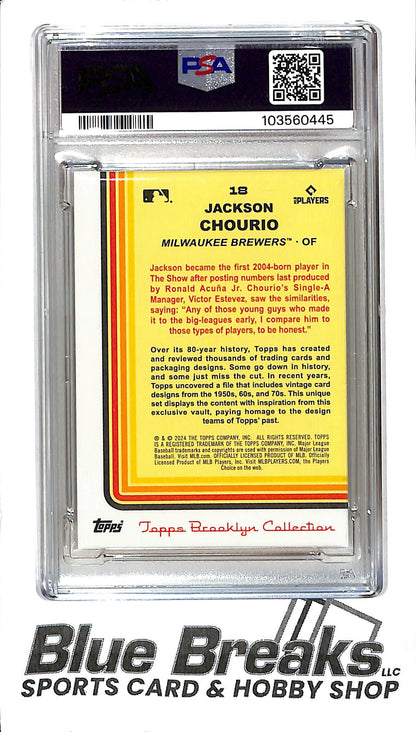 PSA
103560445
18
JACKSON
CHOURIO
MILWAUKEE BREWERS™ · OF
PLAYERS
Jackson became the first 2004-born player in
The Show after posting numbers last produced
by Ronald Acuña Jr. Chourio's Single-A
Manager, Victor Estevez, saw the similarities,
saying: "Any of those young guys who made
it to the big-leagues early, I compare him to
those types of players, to be honest."
Over its 80-year history, Topps has created
and reviewed thousands of trading cards and
packaging designs. Some go down in history,
and some just miss the cut. In recent years,
Topps uncovered a file that includes vintage card
designs from the 1950s, 60s, and 70s. This unique
set displays the content with inspiration from this
exclusive vault, paying homage to the design
teams of Topps' past.
® & © 2024 THE TOPPS COMPANY, INC. ALL RIGHTS RESERVED. TOPPS
IS A REGISTERED TRADEMARK OF THE TOPPS COMPANY, INC. Major League
Baseball trademarks and copyrights are used with permission of Major League
Baseball. Visit MLB.com. OFFICIALLY LICENSED PRODUCT OF MLB. Officially
Licensed Product of MLB Players, Inc. Visit MLBPLAYERS.com, the Players
Choice on the web.
Topps
Topps Brooklyn Collection
Blue Breaks LLC
SPORTS CARD & HOBBY SHOP